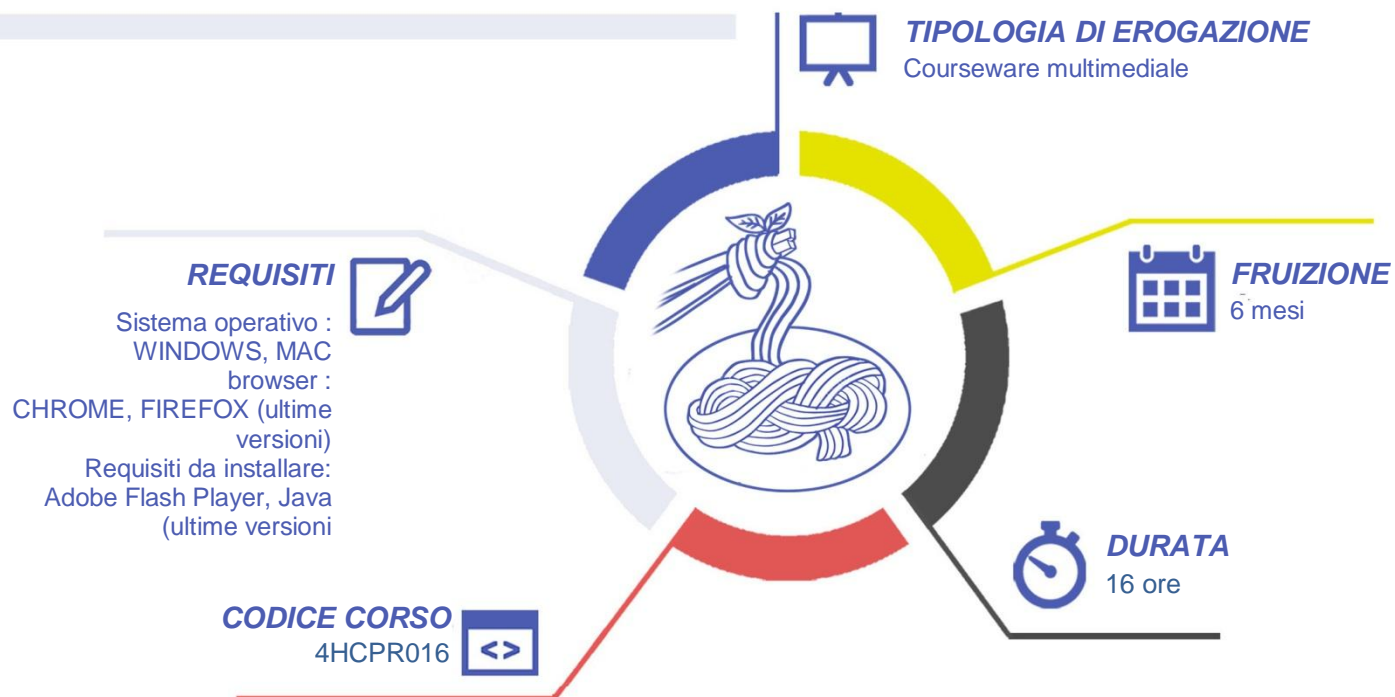 TIPOLOGIA DI EROGAZIONE
Courseware multimediale
REQUISITI
Sistema operativo :
WINDOWS, MAC
browser :
CHROME, FIREFOX (ultime
versioni)
Requisiti da installare:
Adobe Flash Player, Java
(ultime versioni
FRUIZIONE
6 mesi
DURATA
16 ore
CODICE CORSO
4HCPR016
<>